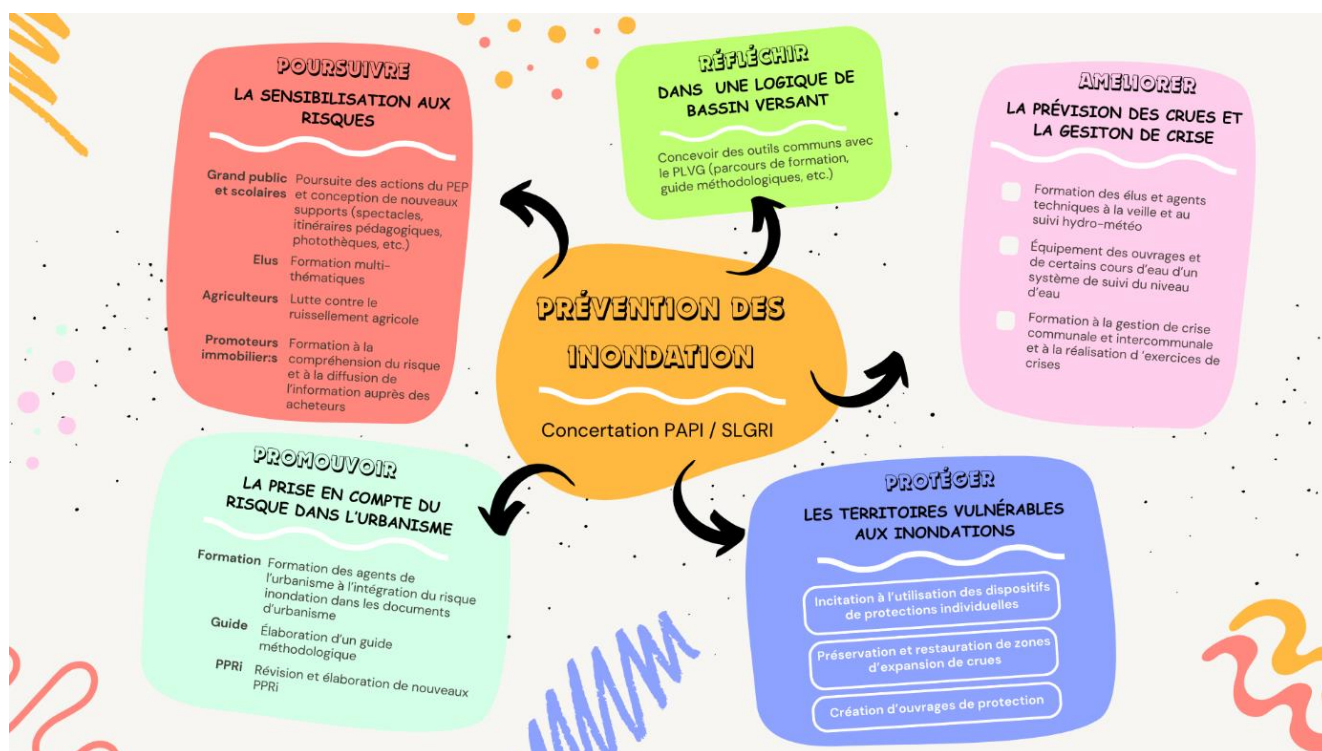 POURSUIVRE
LA SENSIBILISATION AUX
RISQUES
Grand public
et scolaires
Poursuite des actions du PEP
et conception de nouveaux
supports (spectacles,
itinéraires pédagogiques,
photothèques, etc.)
Elus
Formation multi-
thématiques
Agriculteurs
Lutte contre le
ruissellement agricole
Promoteurs
immobilier:s
Formation à la
compréhension du risque
et à la diffusion de
l'information auprès des
acheteurs
RÉFLÉCHIR
DANS UNE LOGIQUE DE
BASSIN VERSANT
Concevoir des outils communs avec
le PLVG (parcours de formation,
guide méthodologiques, etc.)
AMELIORER
LA PRÉVISION DES CRUES ET
LA GESITON DE CRISE
Formation des élus et agents
techniques à la veille et au
suivi hydro-météo
Équipement des ouvrages et
de certains cours d'eau d'un
système de suivi du niveau
d'eau
Formation à la gestion de crise
communale et intercommunale
et à la réalisation d 'exercices de
crises
PRÉVENTION DES
INONDATION
Concertation PAPI / SLGRI
PROMOUVOIR
LA PRISE EN COMPTE DU
RISQUE DANS L'URBANISME
Formation
Formation des agents de
l'urbanisme à l'intégration du risque
inondation dans les documents
d'urbanisme
Guide
Élaboration d'un guide
méthodologique
PPRi
Révision et élaboration de nouveaux
PPRi
PROTÉGER
LES TERRITOIRES VULNÉRABLES
AUX INONDATIONS
Incitation à l'utilisation des dispositifs
de protections individuelles
Préservation et restauration de zones
d'expansion de crues
Création d'ouvrages de protection